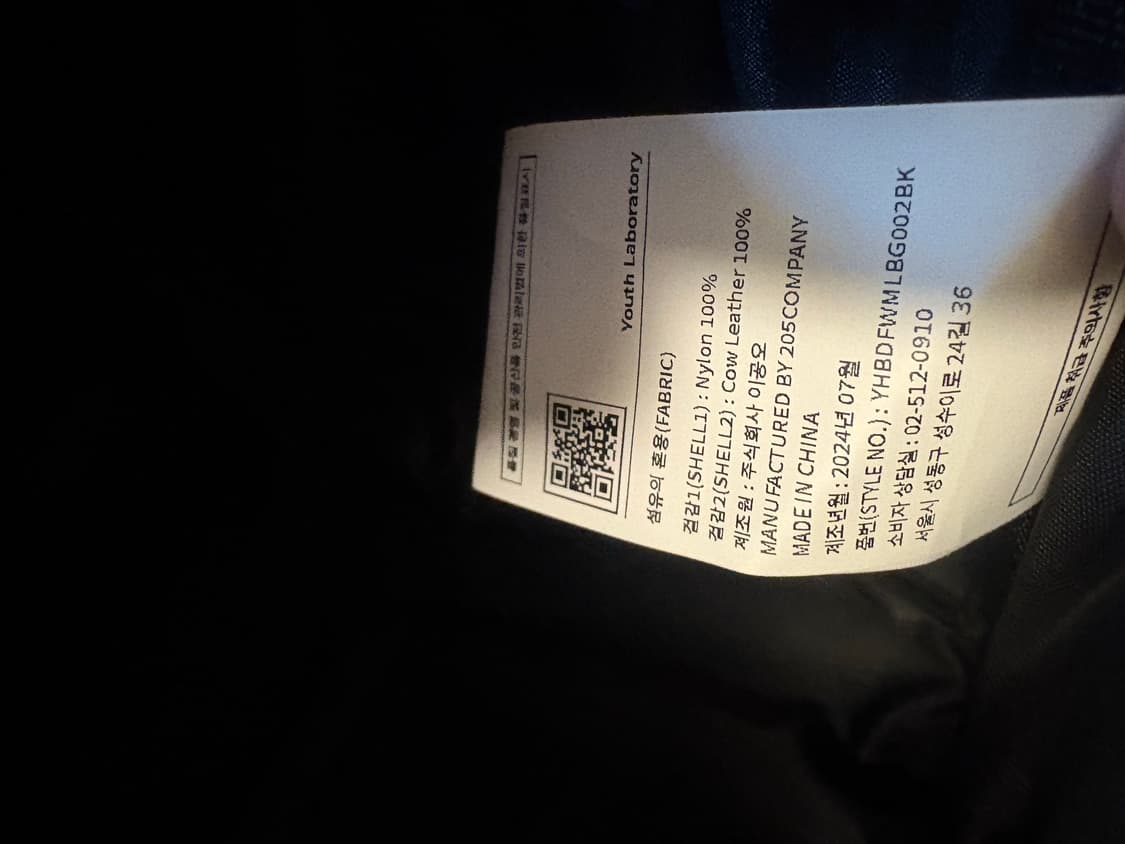 품질 표시
Youth Laboratory
섬유의 혼용(FABRIC)
겉감1(SHELL1) : Nylon 100%
겉감2(SHELL2) : Cow Leather 100%
제조원 : 주식회사 이공오
MANUFACTURED BY 205COMPANY
MADE IN CHINA
제조년월 : 2024년 07월
품번(STYLE NO.) : YHBDFWMLBG002BK
소비자 상담실 : 02-512-0910
서울시 성동구 성수이로 24길 36
제품 취급 주의사항